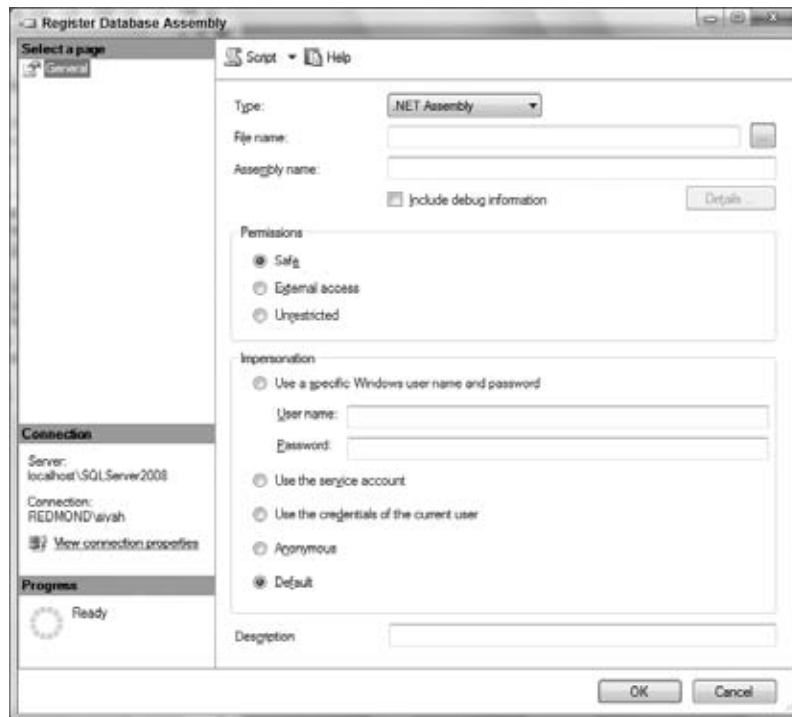 Register Database Assembly
Select a page
General
Script
Help
Type:
.NET Assembly
File name:
...
Assembly name:
Include debug information
Details ...
Permissions
Safe
External access
Unrestricted
Impersonation
Use a specific Windows user name and password
User name:
Password:
Use the service account
Use the credentials of the current user
Anonymous
Default
Description
Connection
Server:
localhost\SQLServer2008
Connection:
REDMOND\sivah
View connection properties
Progress
Ready
OK
Cancel